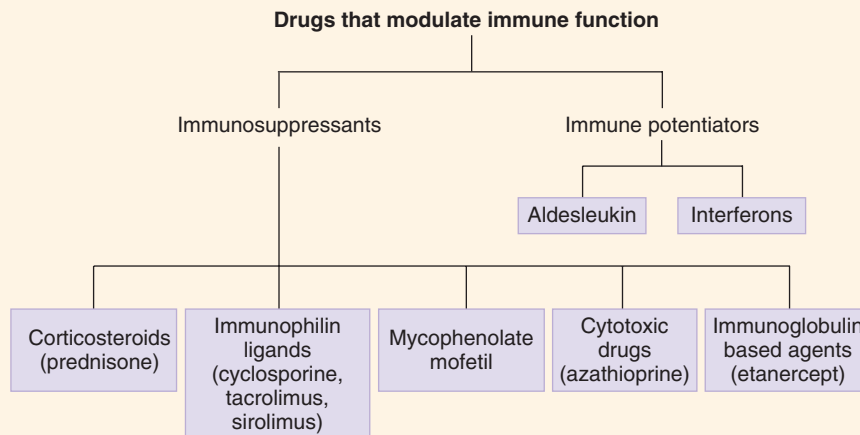 Drugs that modulate immune function
Immunosuppressants
Immune potentiators
Aldesleukin
Interferons
Corticosteroids
(prednisone)
Immunophilin
ligands
(cyclosporine,
tacrolimus,
sirolimus)
Mycophenolate
mofetil
Cytotoxic
drugs
(azathioprine)
Immunoglobulin
based agents
(etanercept)